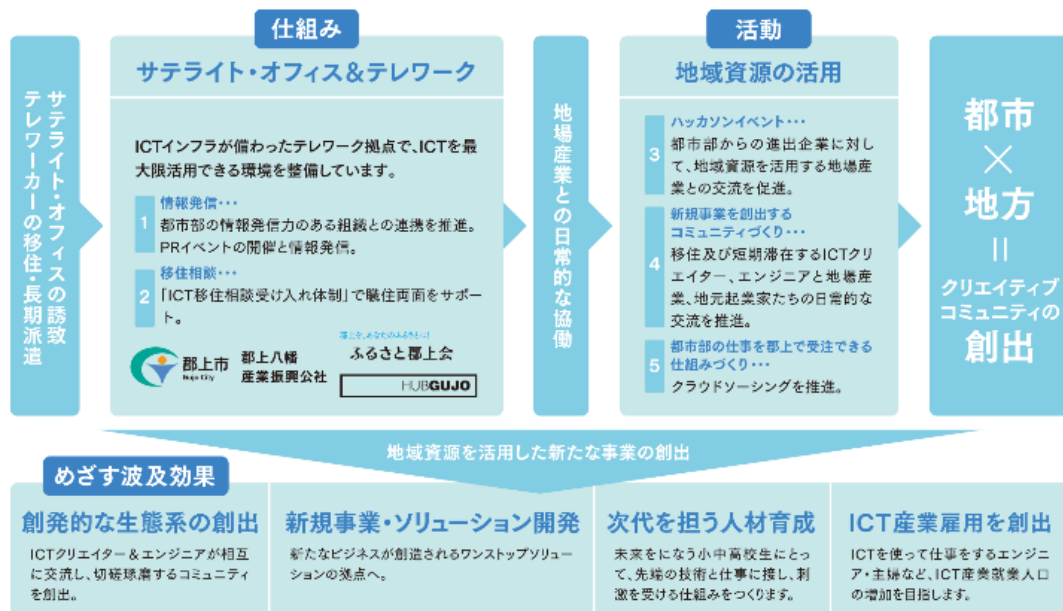 サテライト・オフィスの誘致
テレワーカーの移住・長期派遣
仕組み
サテライト・オフィス&テレワーク
ICTインフラが備わったテレワーク拠点で、ICTを最
大限活用できる環境を整備しています。
1
情報発信・・・
都市部の情報発信力のある組織との連携を推進。
PRイベントの開催と情報発信。
2
移住相談・・・
「ICT移住相談受け入れ体制」で職住両面をサポー
ト。
郡上市
Gujo City
郡上八幡
産業振興公社
郡上を、あなたのふるさとに!
ふるさと郡上会
HUBGUJO
地場産業との日常的な協働
活動
地域資源の活用
3
ハッカソンイベント・・・
都市部からの進出企業に対し
て、地域資源を活用する地場産
業との交流を促進。
4
新規事業を創出する
コミュニティづくり・・・
移住及び短期滞在するICTクリ
エイター、エンジニアと地場産
業、地元起業家たちの日常的な
交流を推進。
5
都市部の仕事を郡上で受注できる
仕組みづくり・・・
クラウドソーシングを推進。
都市
×
地方
=
クリエイティブ
コミュニティの
創出
地域資源を活用した新たな事業の創出
めざす波及効果
創発的な生態系の創出
ICTクリエイター&エンジニアが相互
に交流し、切磋琢磨するコミュニティ
を創出。
新規事業・ソリューション開発
新たなビジネスが創造されるワンストップソリュー
ションの拠点へ。
次代を担う人材育成
未来をになう小中高校生にとっ
て、先端の技術と仕事に接し、刺
激を受ける仕組みをつくります。
ICT産業雇用を創出
ICTを使って仕事をするエンジニ
ア・主婦など、ICT産業就業人口
の増加を目指します。